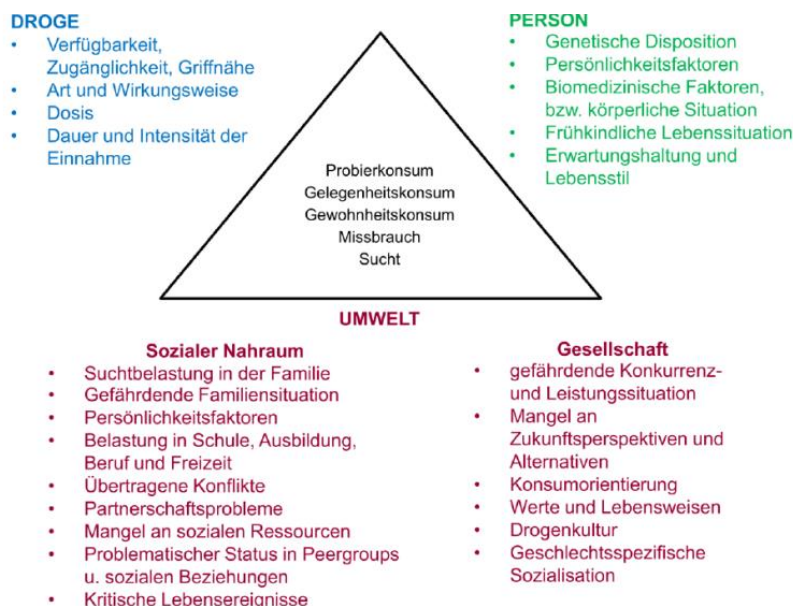 DROGE
• Verfügbarkeit,
Zugänglichkeit, Griffnähe
• Art und Wirkungsweise
• Dosis
• Dauer und Intensität der
Einnahme
PERSON
• Genetische Disposition
• Persönlichkeitsfaktoren
• Biomedizinische Faktoren,
bzw. körperliche Situation
• Frühkindliche Lebenssituation
• Erwartungshaltung und
Lebensstil
Probierkonsum
Gelegenheitskonsum
Gewohnheitskonsum
Missbrauch
Sucht
UMWELT
Sozialer Nahraum
• Suchtbelastung in der Familie
• Gefährdende Familiensituation
• Persönlichkeitsfaktoren
• Belastung in Schule, Ausbildung,
Beruf und Freizeit
• Übertragene Konflikte
• Partnerschaftsprobleme
• Mangel an sozialen Ressourcen
• Problematischer Status in Peergroups
u. sozialen Beziehungen
• Kritische Lebensereignisse
Gesellschaft
• gefährdende Konkurrenz-
und Leistungssituation
• Mangel an
Zukunftsperspektiven und
Alternativen
• Konsumorientierung
• Werte und Lebensweisen
• Drogenkultur
• Geschlechtsspezifische
Sozialisation